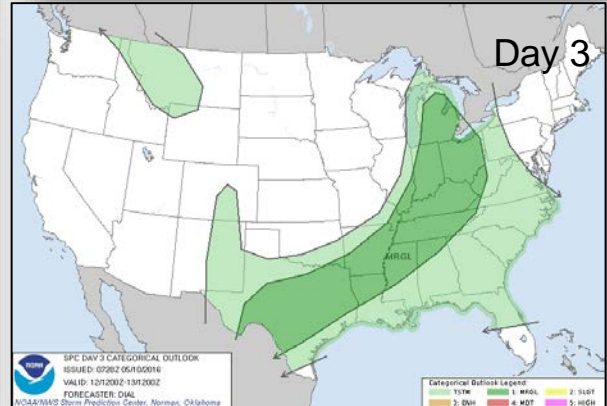 Day 3
MRGL
NOAA
SPC DAY 3 CATEGORICAL OUTLOOK
ISSUED: 0728Z 05/10/2016
VALID: 12/1200Z-13/1200Z
FORECASTER: DIAL
NOAA/NWS Storm Prediction Center, Norman, Oklahoma
Categorical Outlook Legend
TSTM 1: MRGL 2: SLGT
3: ENH 4: MDT 5: HIGH